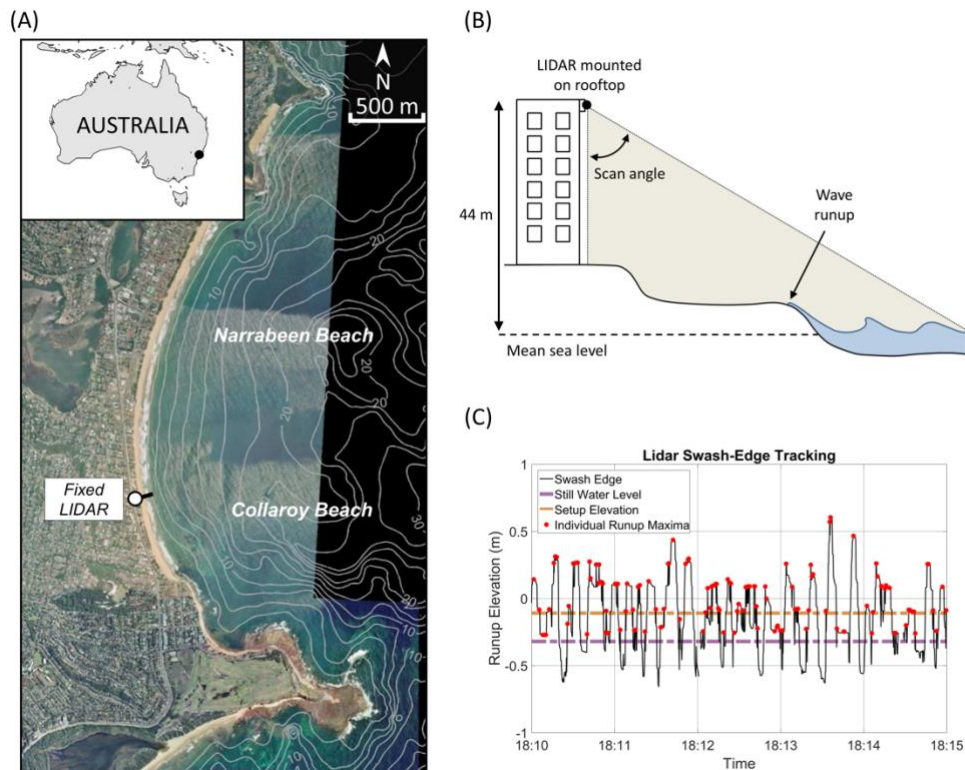 (A)
AUSTRALIA
N
500 m
20
10
Narrabeen Beach
20
20
Fixed
LIDAR
Collaroy Beach
30
20
10
10
0
(B)
LIDAR mounted
on rooftop
Scan angle
Wave
runup
44 m
Mean sea level
(C)
Lidar Swash-Edge Tracking
Swash Edge
Still Water Level
Setup Elevation
Individual Runup Maxima
Runup Elevation (m)
1
0.5
0
-0.5
-1
18:10 18:11 18:12 18:13 18:14 18:15
Time